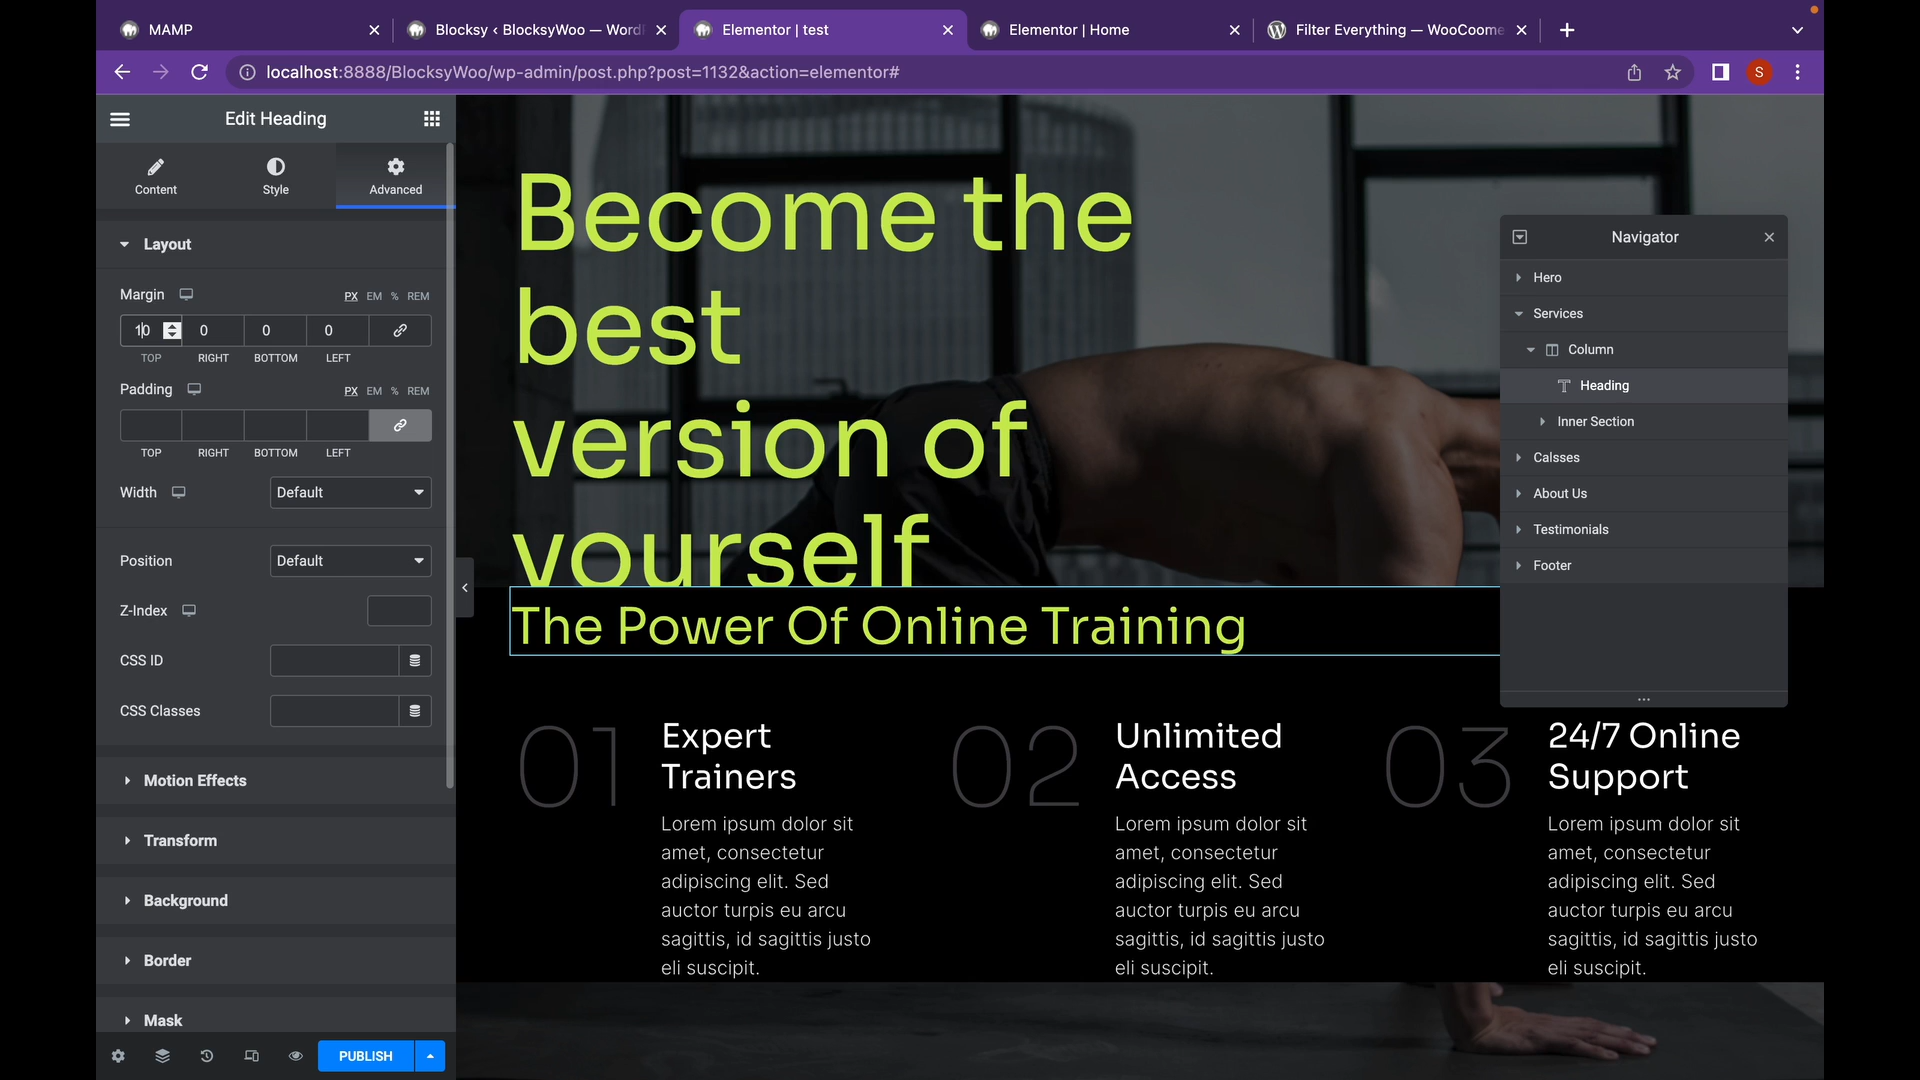 MAMP
Blocksy ‹ BlocksyWoo — Word
Elementor | test
Elementor | Home
Filter Everything — WooCoome
localhost:8888/BlocksyWoo/wp-admin/post.php?post=1132&action=elementor#
S
Edit Heading
Content
Style
Advanced
Layout
Margin
PX EM % REM
10 0 0 0
TOP RIGHT BOTTOM LEFT
Padding
PX EM % REM
TOP RIGHT BOTTOM LEFT
Width
Default
Position
Default
Z-Index
CSS ID
CSS Classes
Motion Effects
Transform
Background
Border
Mask
PUBLISH
Become the
best
version of
yourself
The Power Of Online Training
01
Expert
Trainers
Lorem ipsum dolor sit
amet, consectetur
adipiscing elit. Sed
auctor turpis eu arcu
sagittis, id sagittis justo
eli suscipit.
02
Unlimited
Access
Lorem ipsum dolor sit
amet, consectetur
adipiscing elit. Sed
auctor turpis eu arcu
sagittis, id sagittis justo
eli suscipit.
03
24/7 Online
Support
Lorem ipsum dolor sit
amet, consectetur
adipiscing elit. Sed
auctor turpis eu arcu
sagittis, id sagittis justo
eli suscipit.
Navigator
Hero
Services
Column
Heading
Inner Section
Calsses
About Us
Testimonials
Footer